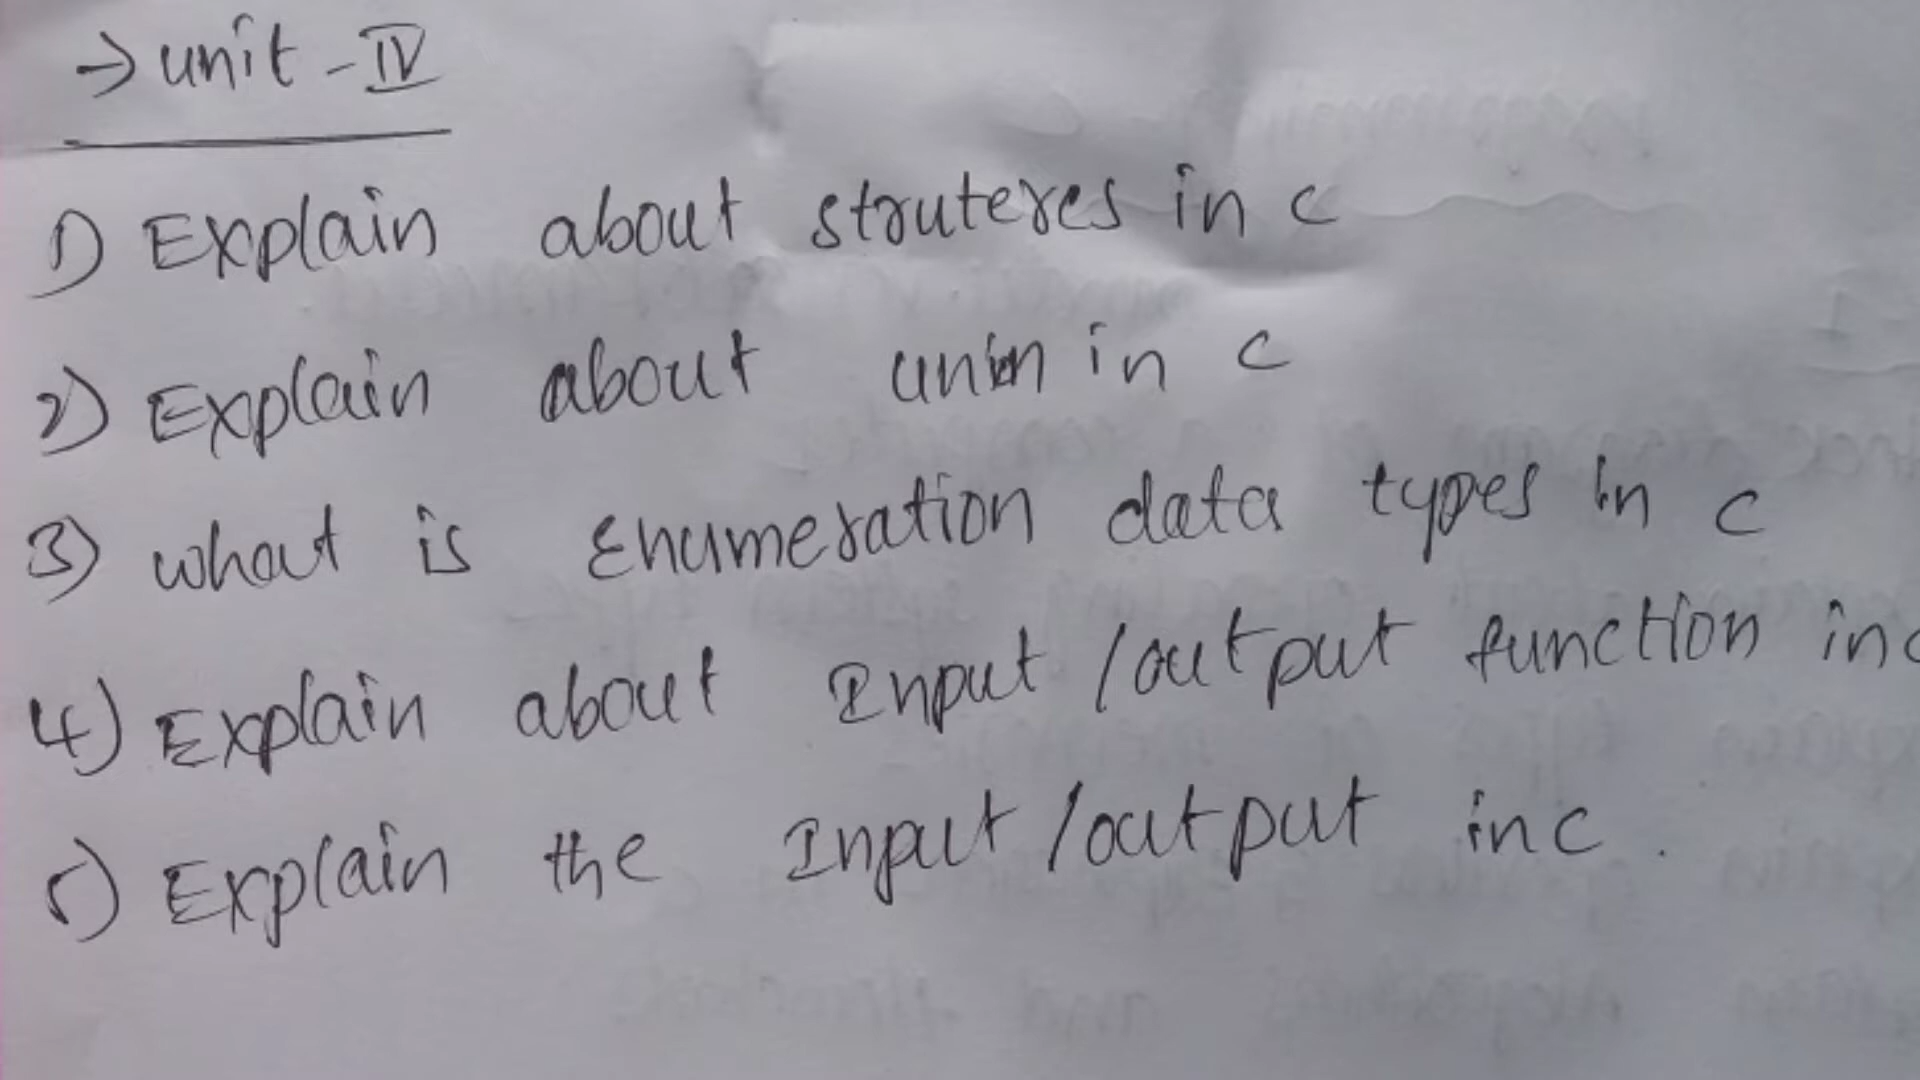 → unit - IV
1) Explain about struteres in c
2) Explain about union in c
3) what is Enumeration data types in c
4) Explain about Input / output function in c
5) Explain the Input / output in c.